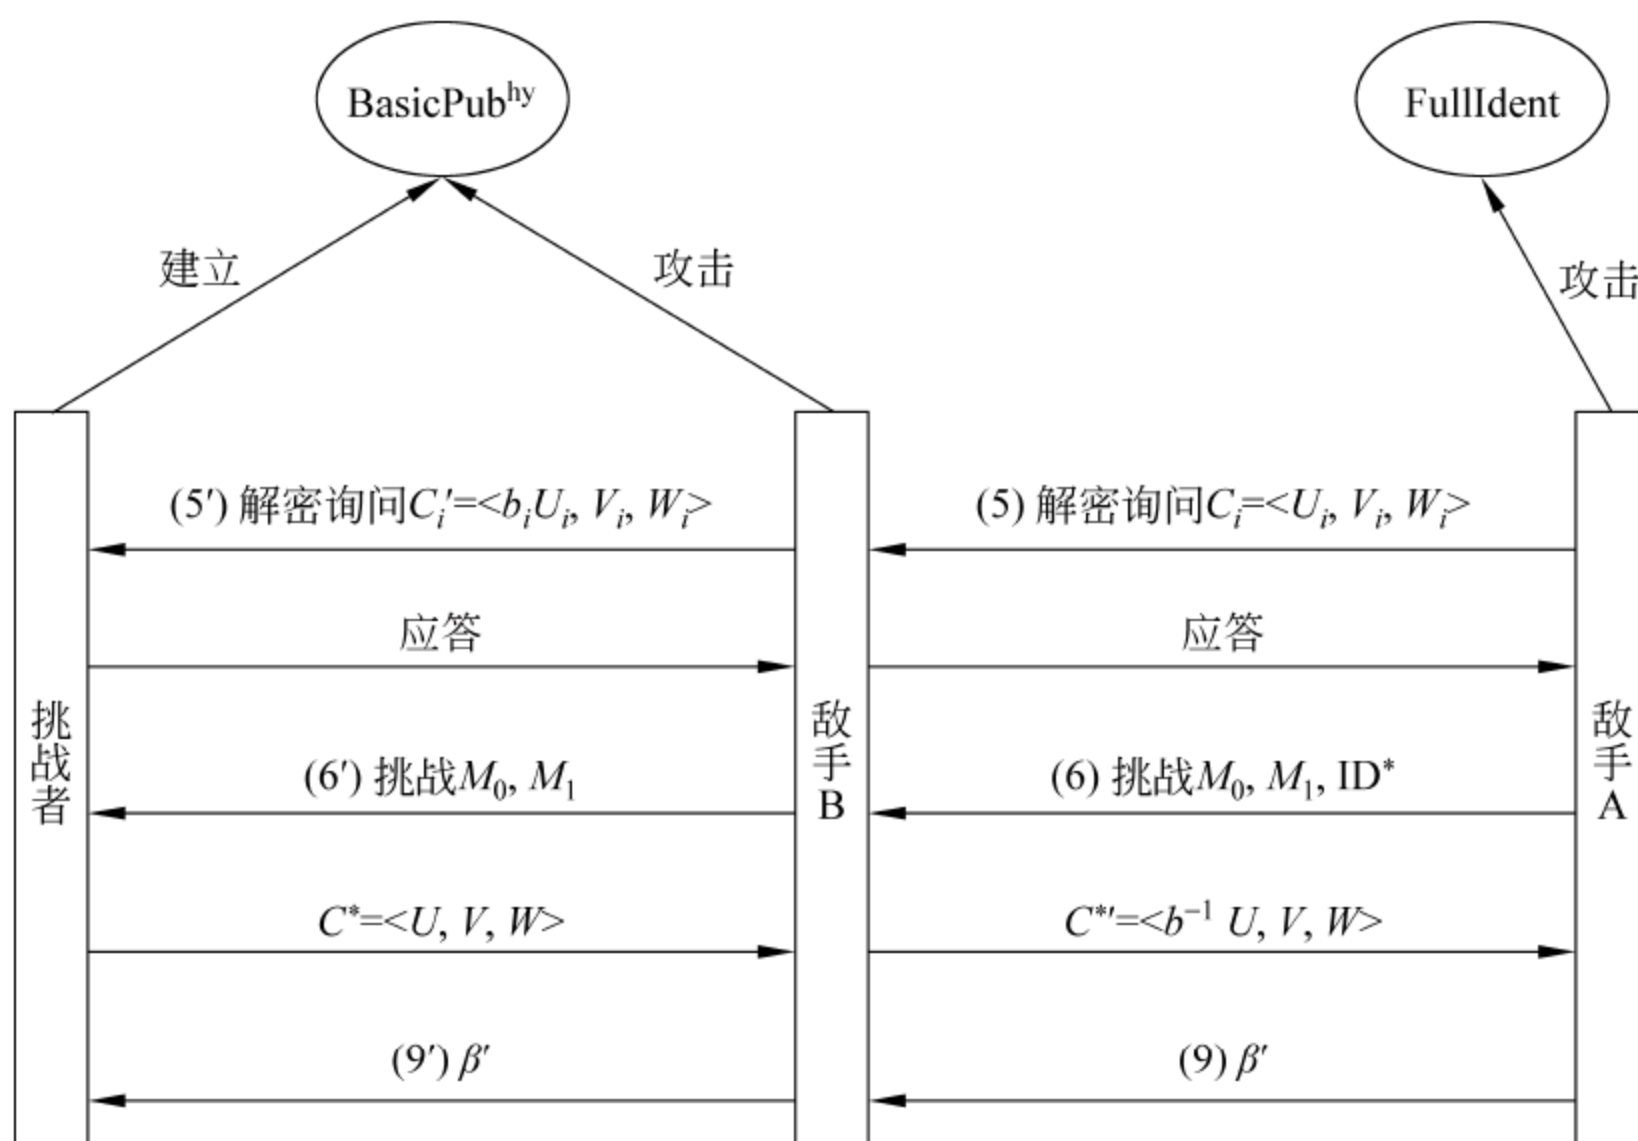 BasicPub^hy
FullIdent
建立
攻击
攻击
(5′) 解密询问C_i′=<b_iU_i, V_i, W_i>
(5) 解密询问C_i=<U_i, V_i, W_i>
应答
应答
挑战者
敌手B
敌手A
(6′) 挑战M_0, M_1
(6) 挑战M_0, M_1, ID*
C*=<U, V, W>
C*′=<b^−1 U, V, W>
(9′) β′
(9) β′